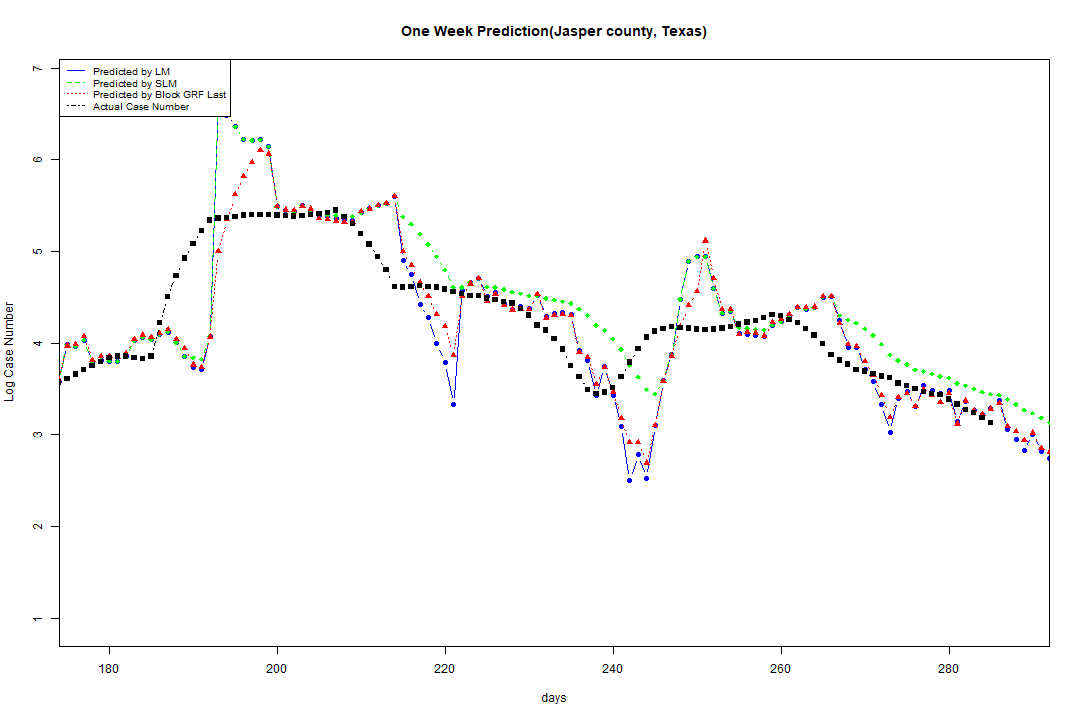 One Week Prediction(Jasper county, Texas)
Predicted by LM
Predicted by SLM
Predicted by Block GRF Last
Actual Case Number
7
6
5
4
3
2
1
Log Case Number
180 200 220 240 260 280
days